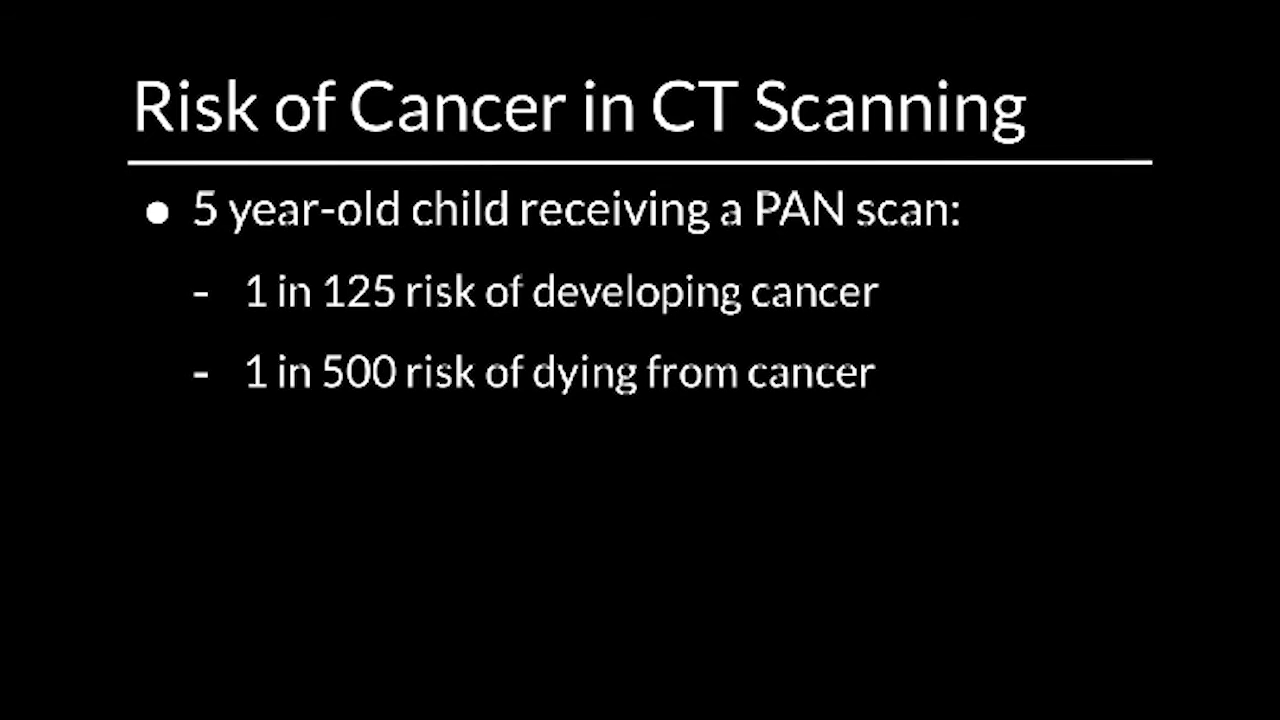 Risk of Cancer in CT Scanning
● 5 year-old child receiving a PAN scan:
- 1 in 125 risk of developing cancer
- 1 in 500 risk of dying from cancer